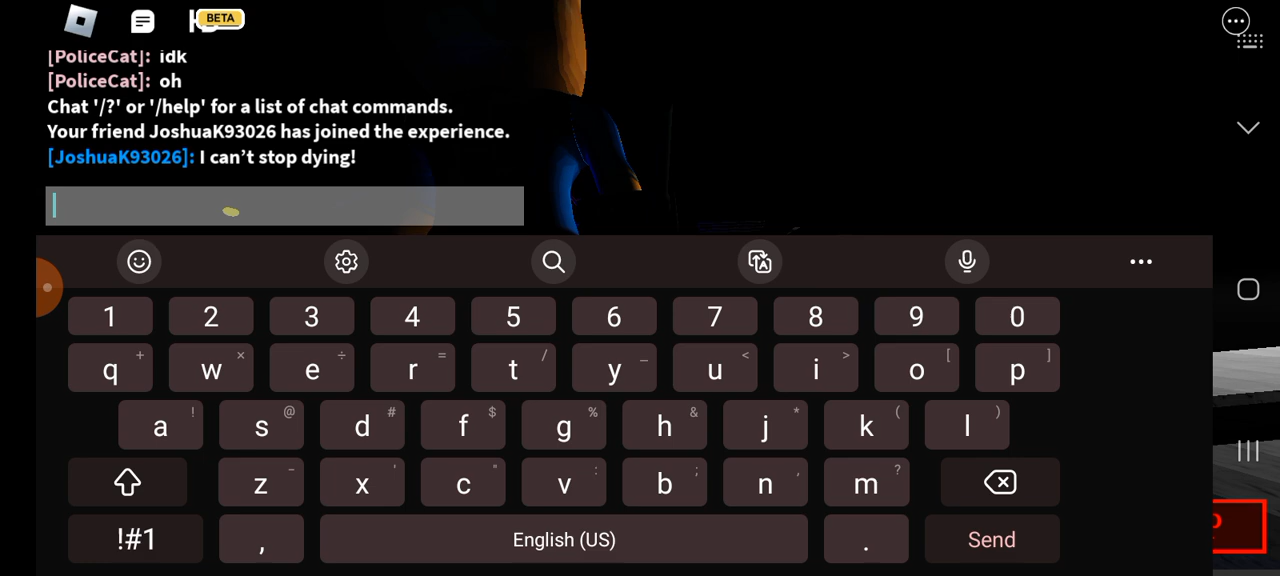 BETA
[PoliceCat]: idk
[PoliceCat]: oh
Chat '/?' or '/help' for a list of chat commands.
Your friend JoshuaK93026 has joined the experience.
[JoshuaK93026]: I can’t stop dying!
1 2 3 4 5 6 7 8 9 0
q + w × e ÷ r = t / y _ u < i > o [ p ]
a ! s @ d # f $ g % h & j * k ( l )
z - x ' c " v : b ; n , m ?
!#1 , English (US) . Send